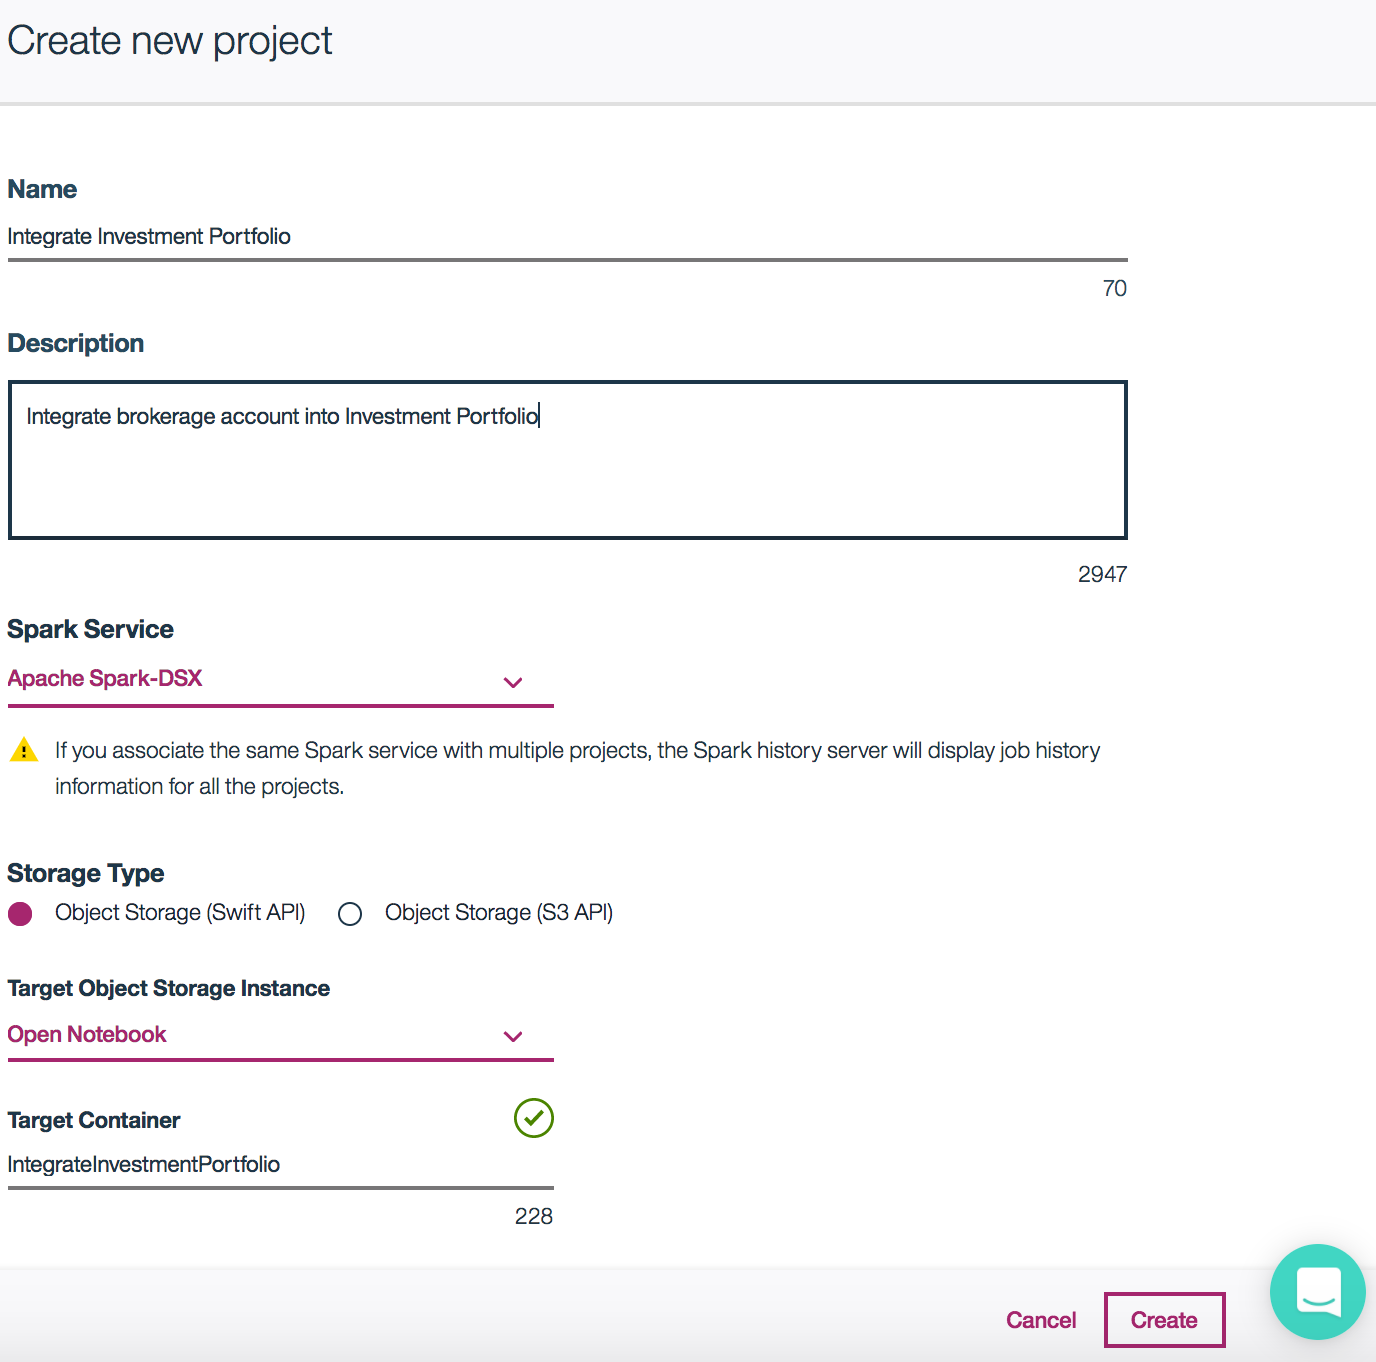 Create new project
Name
Integrate Investment Portfolio
70
Description
Integrate brokerage account into Investment Portfolio
2947
Spark Service
Apache Spark-DSX
If you associate the same Spark service with multiple projects, the Spark history server will display job history
information for all the projects.
Storage Type
Object Storage (Swift API) Object Storage (S3 API)
Target Object Storage Instance
Open Notebook
Target Container
IntegrateInvestmentPortfolio
228
Cancel Create